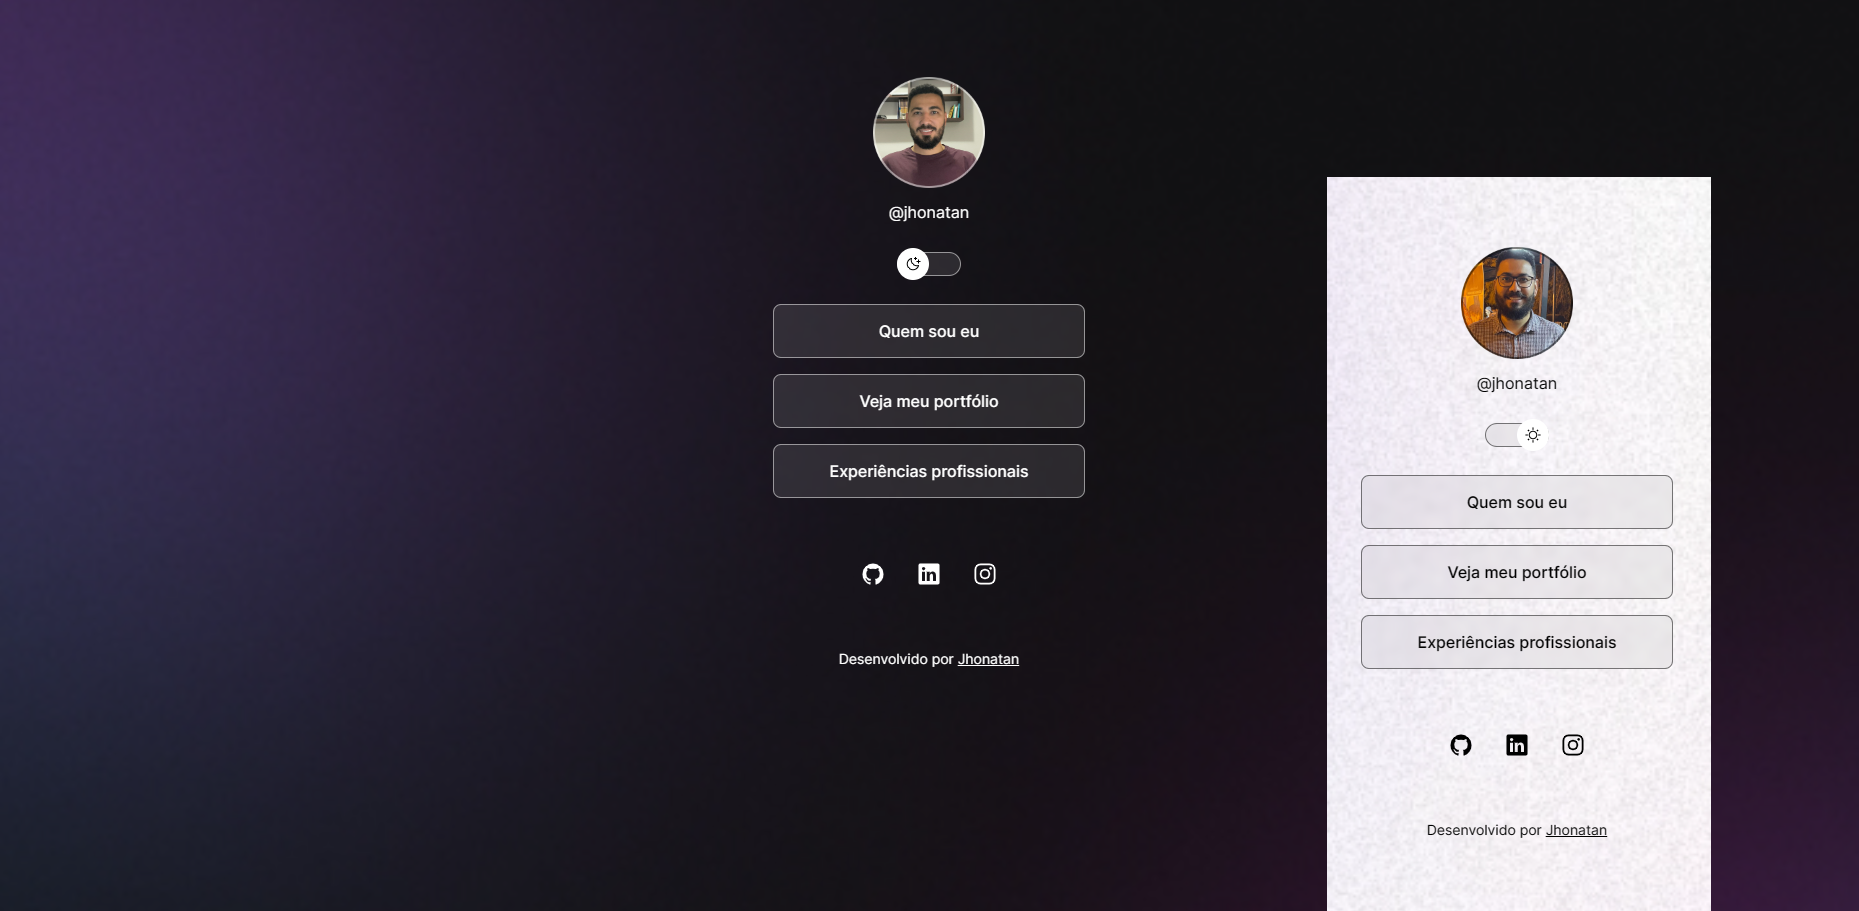 @jhonatan
Quem sou eu
Veja meu portfólio
Experiências profissionais
Desenvolvido por Jhonatan
@jhonatan
Quem sou eu
Veja meu portfólio
Experiências profissionais
Desenvolvido por Jhonatan